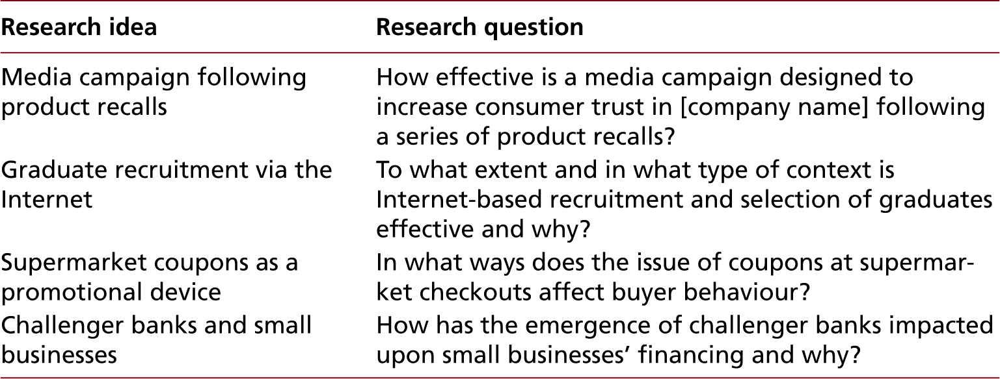 Research idea Research question
Media campaign following How effective is a media campaign designed to
product recalls increase consumer trust in [company name] following
a series of product recalls?
Graduate recruitment via the To what extent and in what type of context is
Internet Internet-based recruitment and selection of graduates
effective and why?
Supermarket coupons as a In what ways does the issue of coupons at supermar-
promotional device ket checkouts affect buyer behaviour?
Challenger banks and small How has the emergence of challenger banks impacted
businesses upon small businesses’ financing and why?